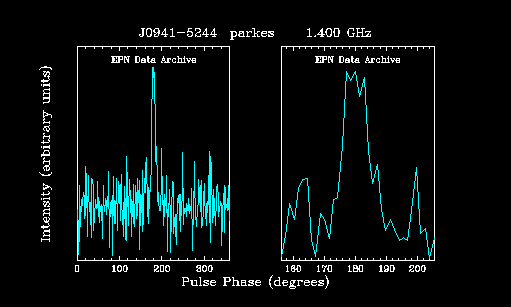 J0941-5244 parkes 1.400 GHz
EPN Data Archive EPN Data Archive
Intensity (arbitrary units)
0 100 200 300 160 170 180 190 200
Pulse Phase (degrees)